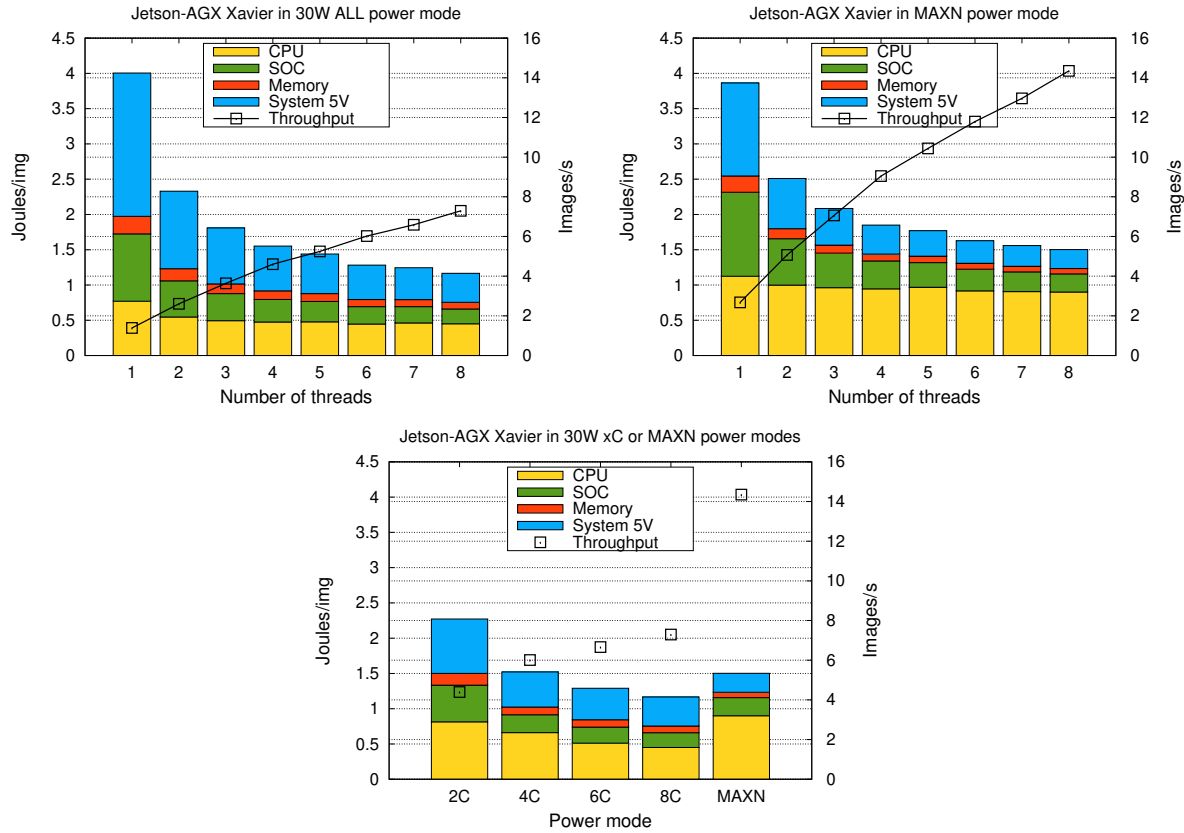 Jetson-AGX Xavier in 30W ALL power mode
4.5
4
3.5
3
2.5
2
1.5
1
0.5
0
Joules/img
CPU
SOC
Memory
System 5V
Throughput
16
14
12
10
8
6
4
2
0
Images/s
1 2 3 4 5 6 7 8
Number of threads
Jetson-AGX Xavier in MAXN power mode
4.5
4
3.5
3
2.5
2
1.5
1
0.5
0
Joules/img
CPU
SOC
Memory
System 5V
Throughput
16
14
12
10
8
6
4
2
0
Images/s
1 2 3 4 5 6 7 8
Number of threads
Jetson-AGX Xavier in 30W xC or MAXN power modes
4.5
4
3.5
3
2.5
2
1.5
1
0.5
0
Joules/img
CPU
SOC
Memory
System 5V
Throughput
16
14
12
10
8
6
4
2
0
Images/s
2C 4C 6C 8C MAXN
Power mode